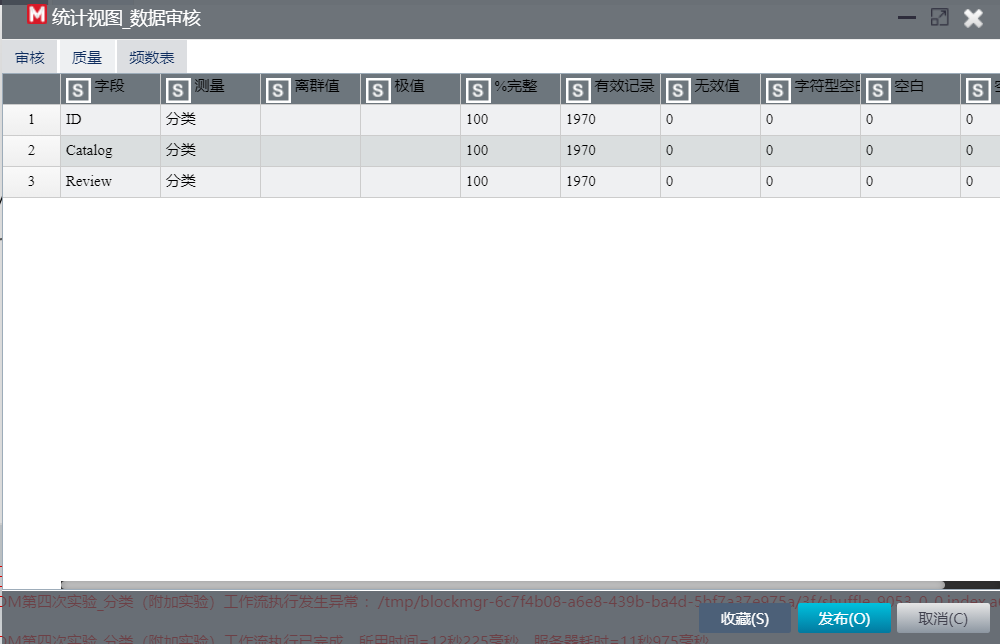 M 统计视图_数据审核
审核 质量 频数表
S 字段 S 测量 S 离群值 S 极值 S %完整 S 有效记录 S 无效值 S 字符型空白 S 空白 S
1 ID 分类 100 1970 0 0 0 0
2 Catalog 分类 100 1970 0 0 0 0
3 Review 分类 100 1970 0 0 0 0
DM第四次实验_分类（附加实验）工作流执行发生异常：/tmp/blockmgr-6c7f4b08-a6e8-439b-ba4d-5bf7a37e975a/3f/shuffle_9053_0_0.index.a
收藏(S) 发布(O) 取消(C)
DM第四次实验_分类（附加实验）工作流执行已完成，所用时间=12秒225毫秒，服务器耗时=11秒975毫秒